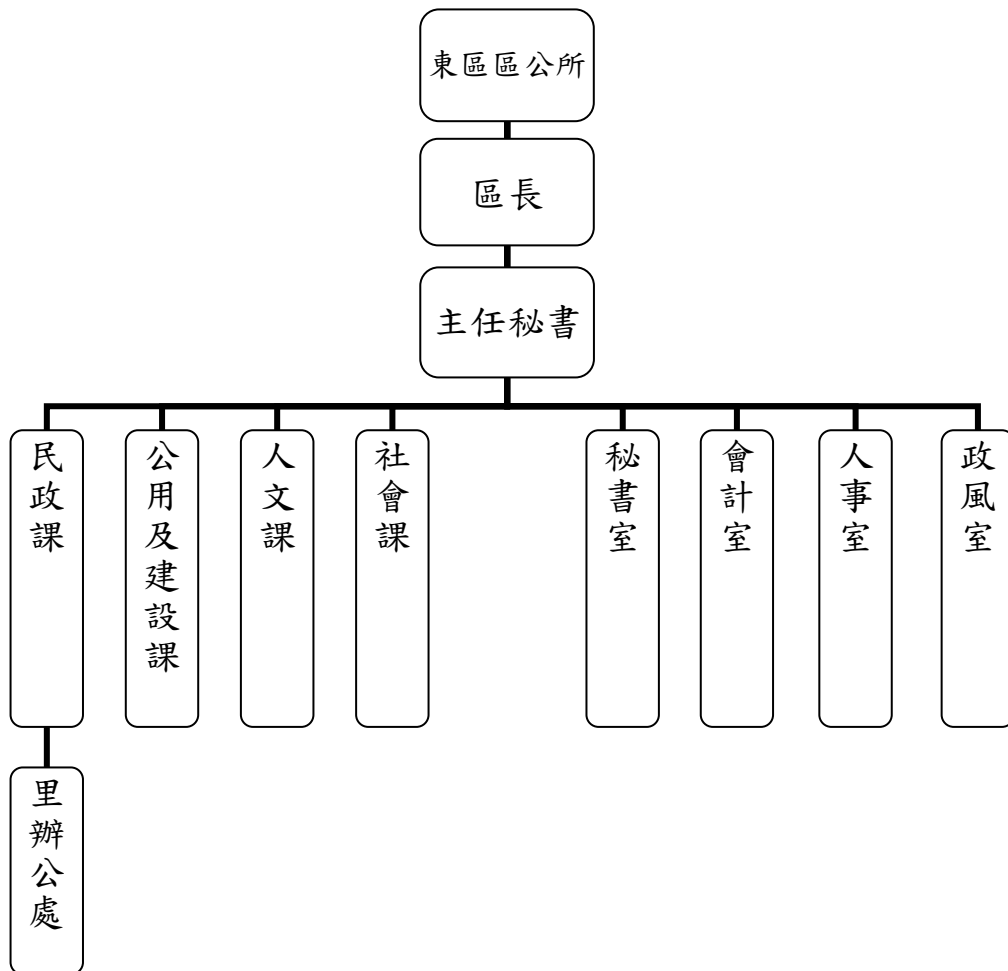 東區區公所
區長
主任秘書
民政課
公用及建設課
人文課
社會課
秘書室
會計室
人事室
政風室
里辦公處